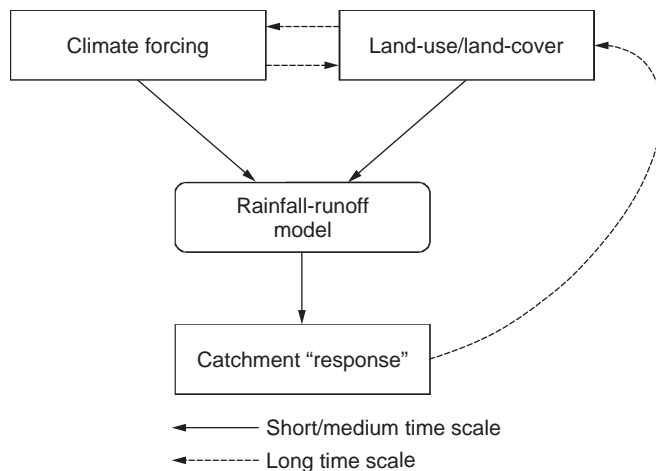 Climate forcing
Land-use/land-cover
Rainfall-runoff
model
Catchment “response”
Short/medium time scale
Long time scale